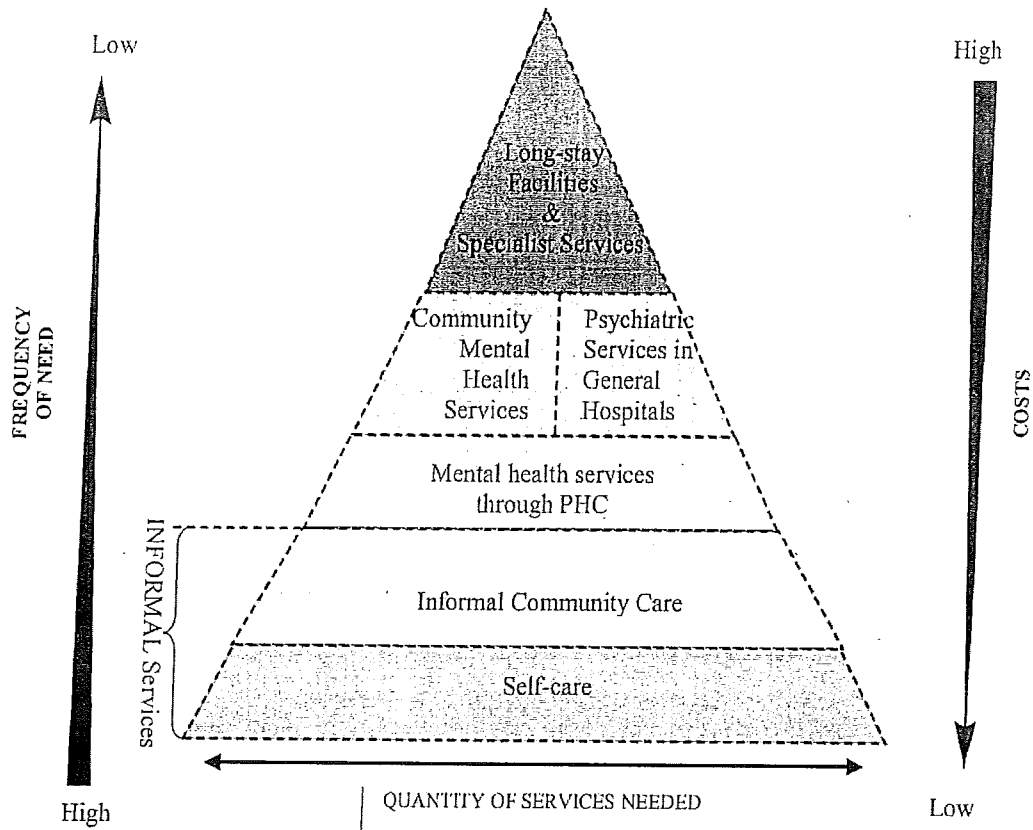 Low
High
Long-stay
Facilities
&
Specialist Services
Community
Mental
Health
Services
Psychiatric
Services in
General
Hospitals
FREQUENCY
OF NEED
COSTS
Mental health services
through PHC
INFORMAL Services
Informal Community Care
Self-care
High
QUANTITY OF SERVICES NEEDED
Low